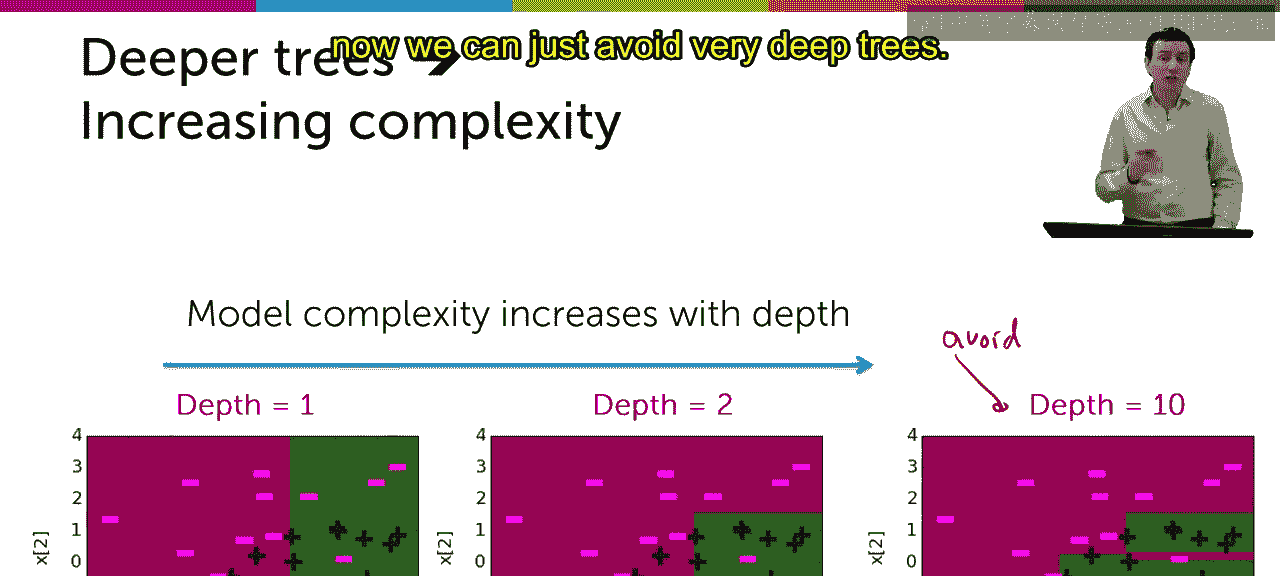 now we can just avoid very deep trees.
Deeper trees →
Increasing complexity
Model complexity increases with depth
avoid
Depth = 1
Depth = 2
Depth = 10
4
3
2
1
0
x[2]
4
3
2
1
0
x[2]
4
3
2
1
0
x[2]